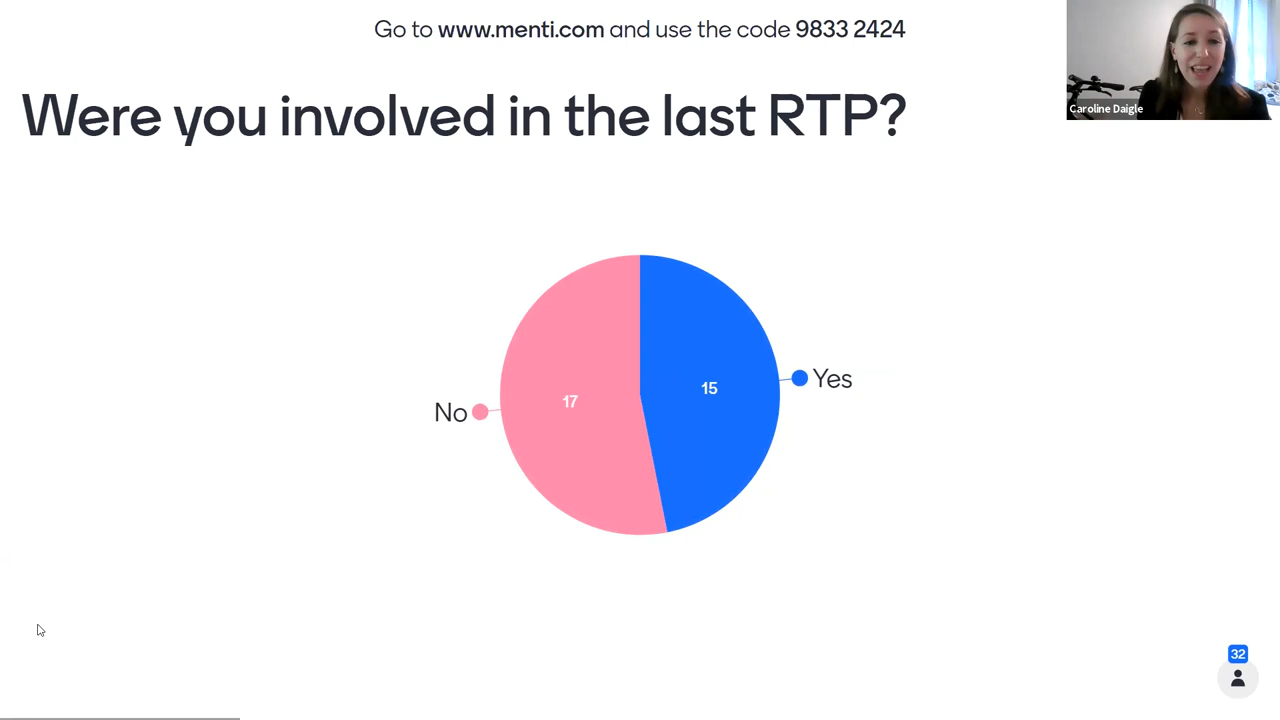 Go to www.menti.com and use the code 9833 2424
Caroline Daigle
Were you involved in the last RTP?
Yes
15
No
17
32